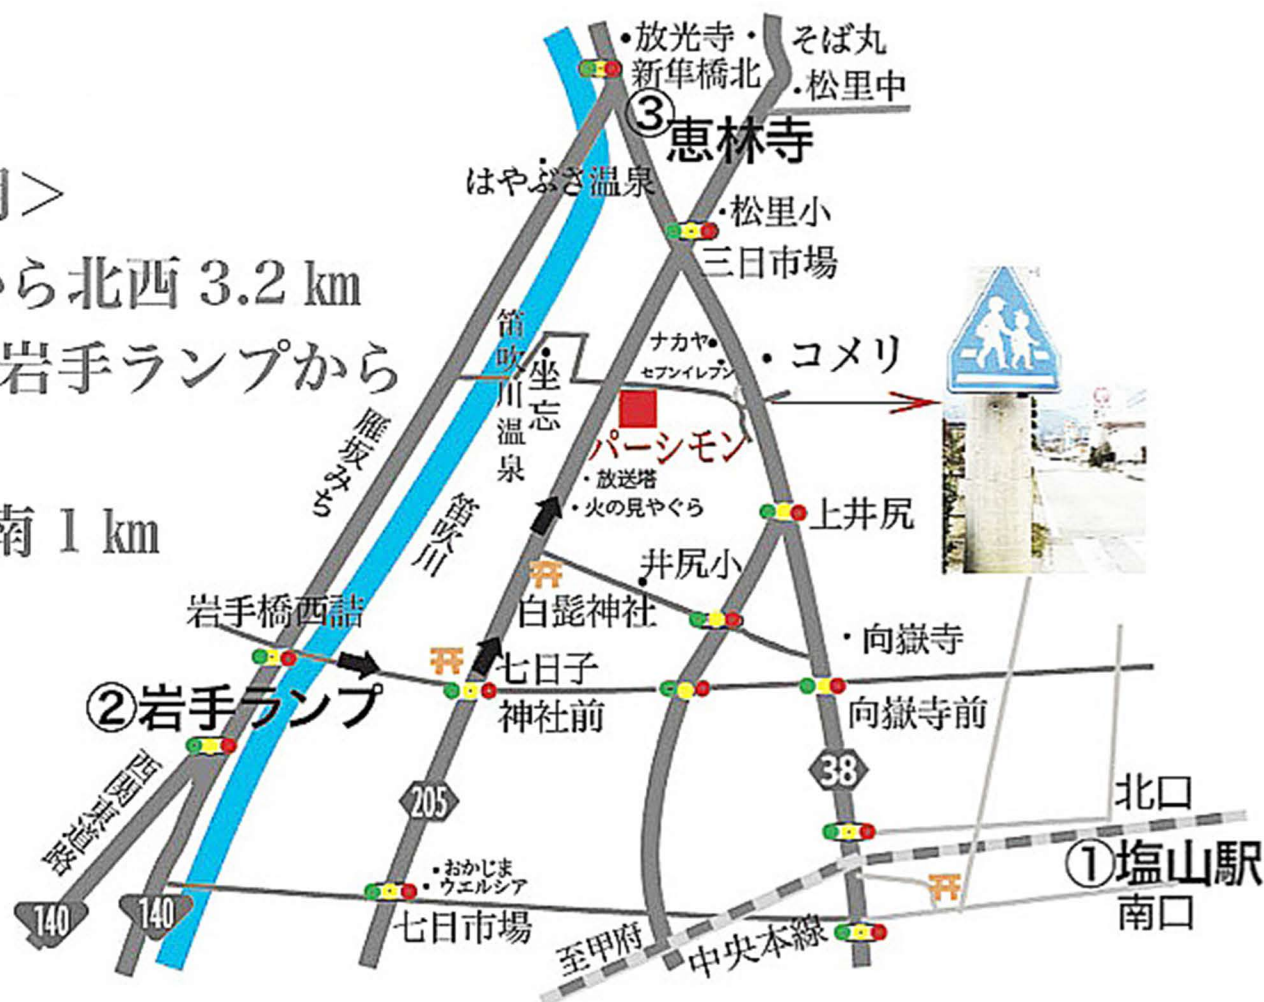 放光寺
そば丸
新隼橋北
松里中
③恵林寺
はやぶさ温泉
松里小
三日市場
＞
から北西 3.2 km
岩手ランプから
南 1 km
ナカヤ
セブンイレブン
コメリ
笛吹川温泉
坐忘
パーシモン
雁坂みち
放送塔
火の見やぐら
笛吹川
上井尻
井尻小
岩手橋西詰
白髭神社
向嶽寺
七日子
神社前
②岩手ランプ
向嶽寺前
西関東道路
205
38
北口
①塩山駅
南口
おかじま
ウエルシア
140
140
七日市場
至甲府
中央本線